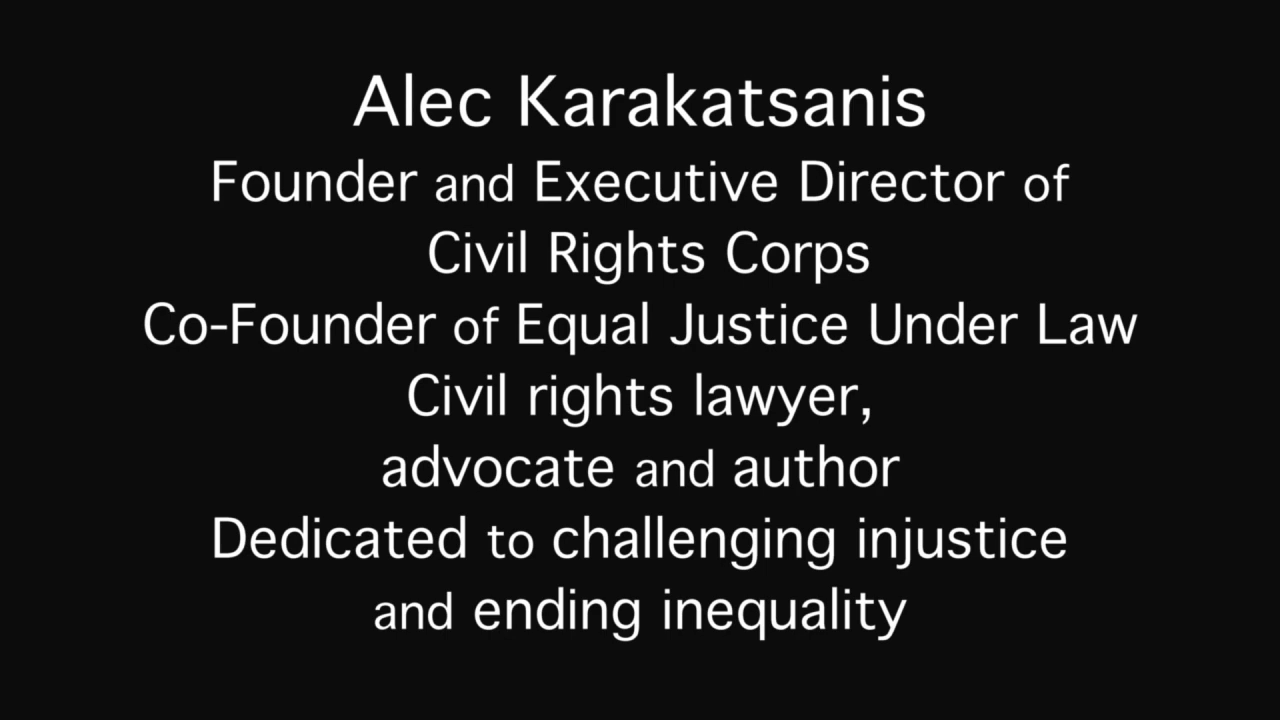 Alec Karakatsanis
Founder and Executive Director of
Civil Rights Corps
Co-Founder of Equal Justice Under Law
Civil rights lawyer,
advocate and author
Dedicated to challenging injustice
and ending inequality